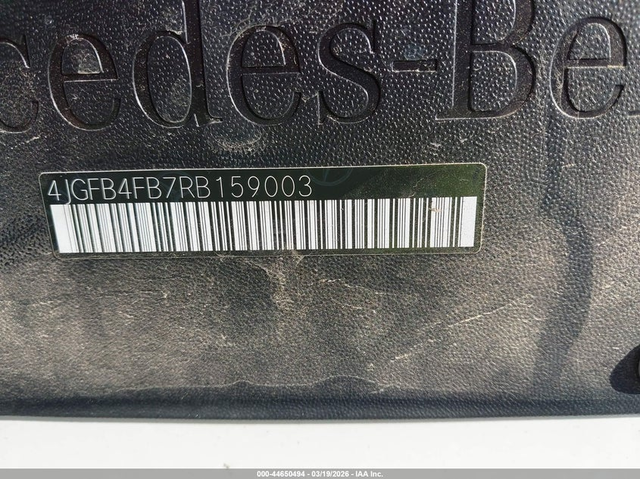 cedes-Be
4JGFB4FB7RB159003
000-44650494 - 03/19/2026 - IAA Inc.